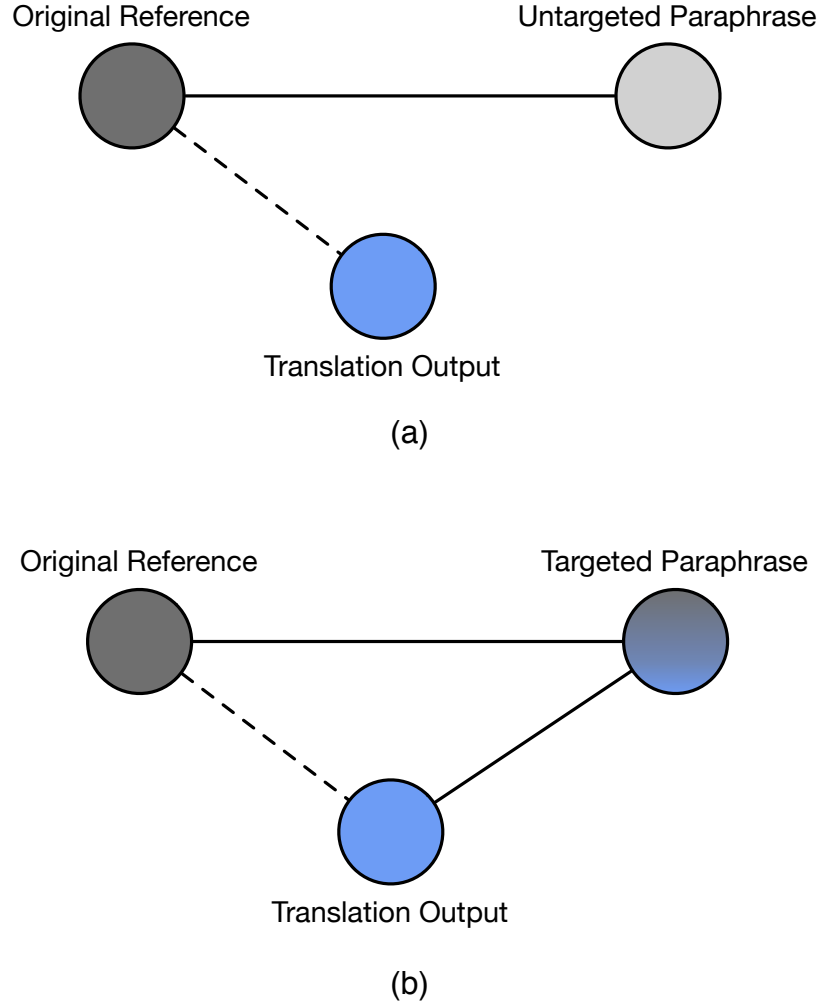 Original Reference
Untargeted Paraphrase
Translation Output
(a)
Original Reference
Targeted Paraphrase
Translation Output
(b)